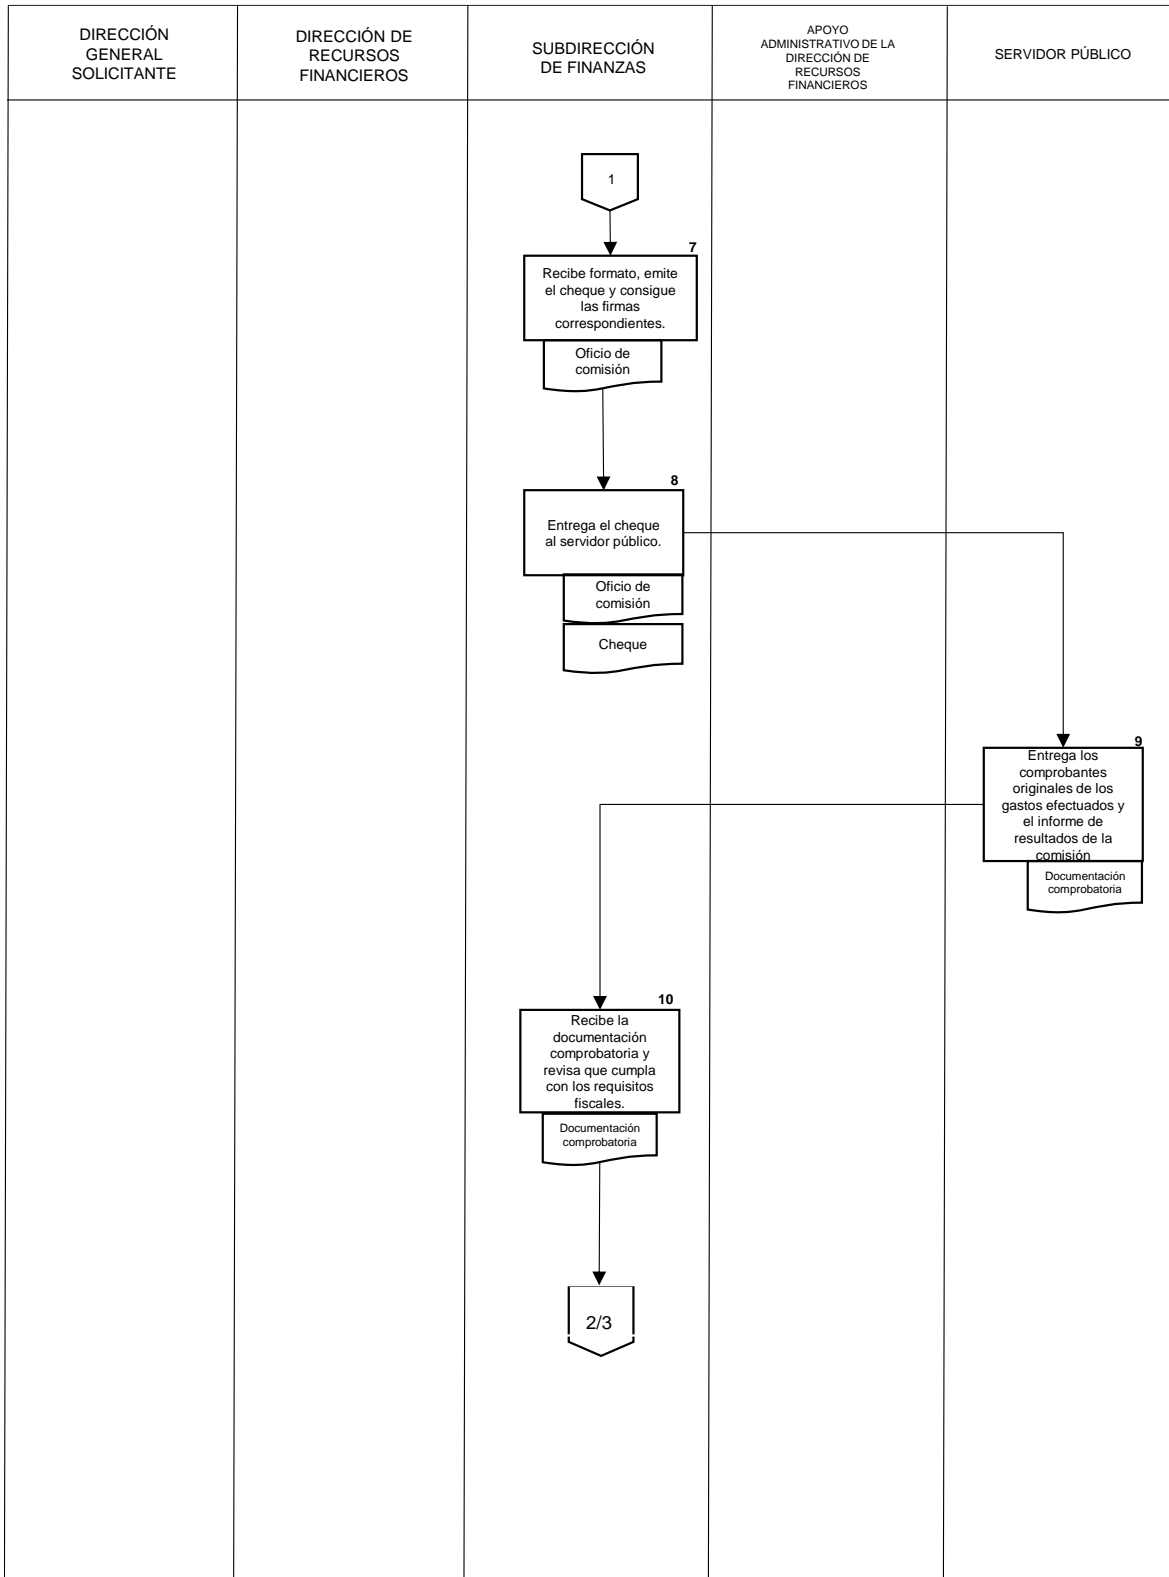 DIRECCIÓN
GENERAL
SOLICITANTE
DIRECCIÓN DE
RECURSOS
FINANCIEROS
SUBDIRECCIÓN
DE FINANZAS
APOYO
ADMINISTRATIVO DE LA
DIRECCIÓN DE
RECURSOS
FINANCIEROS
SERVIDOR PÚBLICO
1
7
Recibe formato, emite
el cheque y consigue
las firmas
correspondientes.
Oficio de
comisión
8
Entrega el cheque
al servidor público.
Oficio de
comisión
Cheque
9
Entrega los
comprobantes
originales de los
gastos efectuados y
el informe de
resultados de la
comisión
Documentación
comprobatoria
10
Recibe la
documentación
comprobatoria y
revisa que cumpla
con los requisitos
fiscales.
Documentación
comprobatoria
2/3